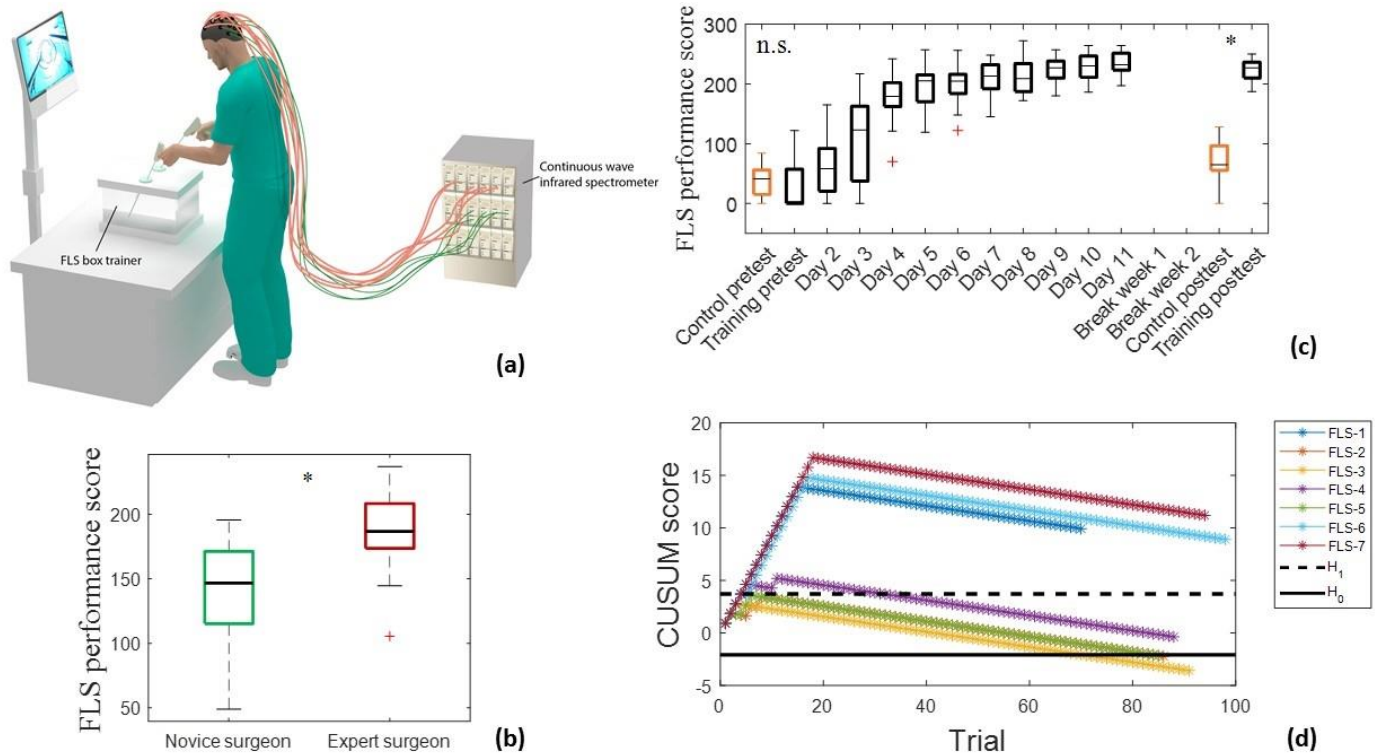 FLS box trainer
Continuous wave
infrared spectrometer
(a)
FLS performance score
300
200
100
0
n.s.
*
Control pretest
Training pretest
Day 2
Day 3
Day 4
Day 5
Day 6
Day 7
Day 8
Day 9
Day 10
Day 11
Break week 1
Break week 2
Control posttest
Training posttest
(c)
FLS performance score
200
150
100
50
*
Novice surgeon
Expert surgeon
(b)
CUSUM score
20
15
10
5
0
-5
0
20
40
60
80
100
Trial
FLS-1
FLS-2
FLS-3
FLS-4
FLS-5
FLS-6
FLS-7
H1
H0
(d)